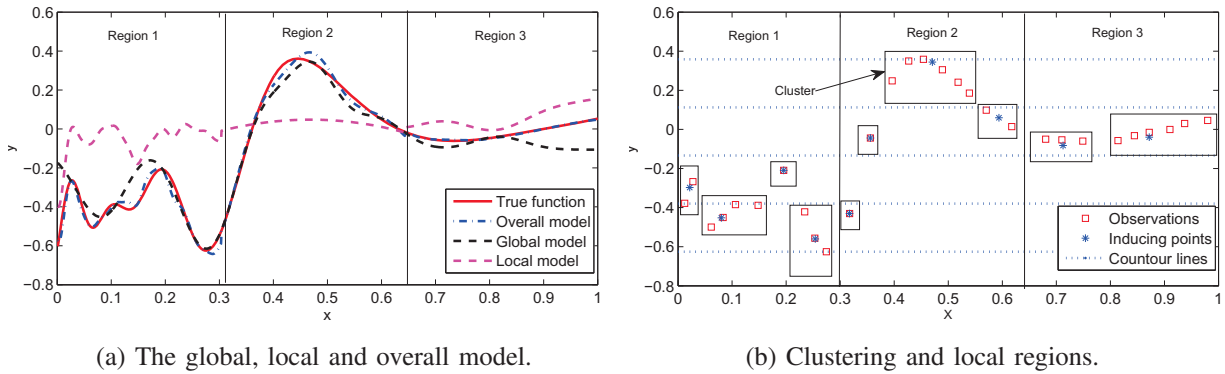 0.6
0.4
0.2
0
−0.2
−0.4
−0.6
−0.8
y
Region 1
Region 2
Region 3
True function
Overall model
Global model
Local model
0
0.1
0.2
0.3
0.4
0.5
0.6
0.7
0.8
0.9
1
x
(a) The global, local and overall model.
0.6
0.4
0.2
0
−0.2
−0.4
−0.6
−0.8
y
Region 1
Region 2
Region 3
Cluster
Observations
Inducing points
Countour lines
0
0.1
0.2
0.3
0.4
0.5
0.6
0.7
0.8
0.9
1
X
(b) Clustering and local regions.